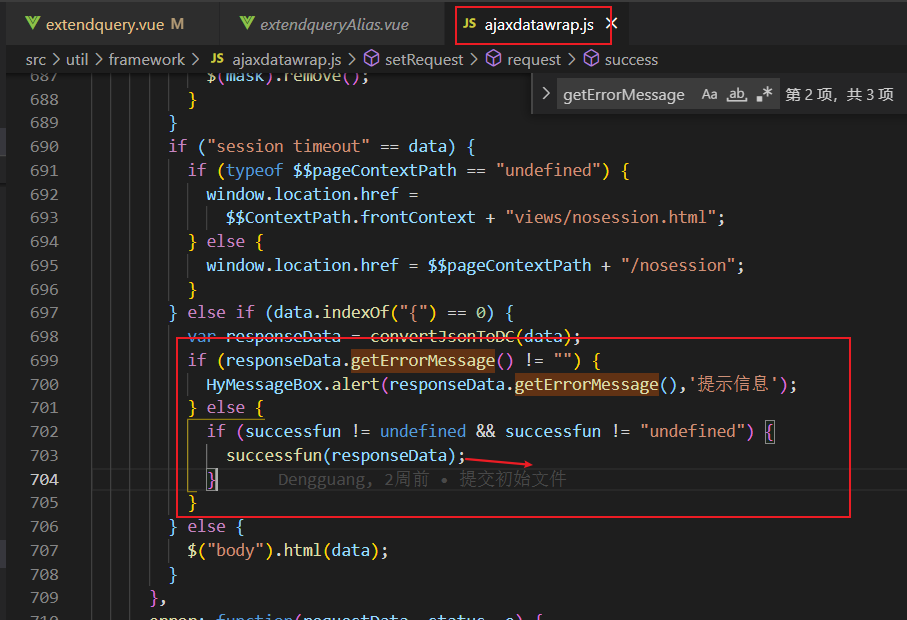 extendquery.vue M
extendqueryAlias.vue
JS ajaxdatawrap.js ×
src > util > framework > JS ajaxdatawrap.js > setRequest > request > success
getErrorMessage Aa ab .* 第 2 项，共 3 项
687 $(mask).remove();
688 }
689 }
690 if ("session timeout" == data) {
691 if (typeof $$pageContextPath == "undefined") {
692 window.location.href =
693 $$ContextPath.frontContext + "views/nosession.html";
694 } else {
695 window.location.href = $$pageContextPath + "/nosession";
696 }
697 } else if (data.indexOf("{") == 0) {
698 var responseData = convertJsonToDC(data);
699 if (responseData.getErrorMessage() != "") {
700 HyMessageBox.alert(responseData.getErrorMessage(),'提示信息');
701 } else {
702 if (successfun != undefined && successfun != "undefined") {
703 successfun(responseData);
704 } Dengguang, 2周前 • 提交初始文件
705 }
706 } else {
707 $("body").html(data);
708 }
709 },
710 error: function(requestData, status, e) {